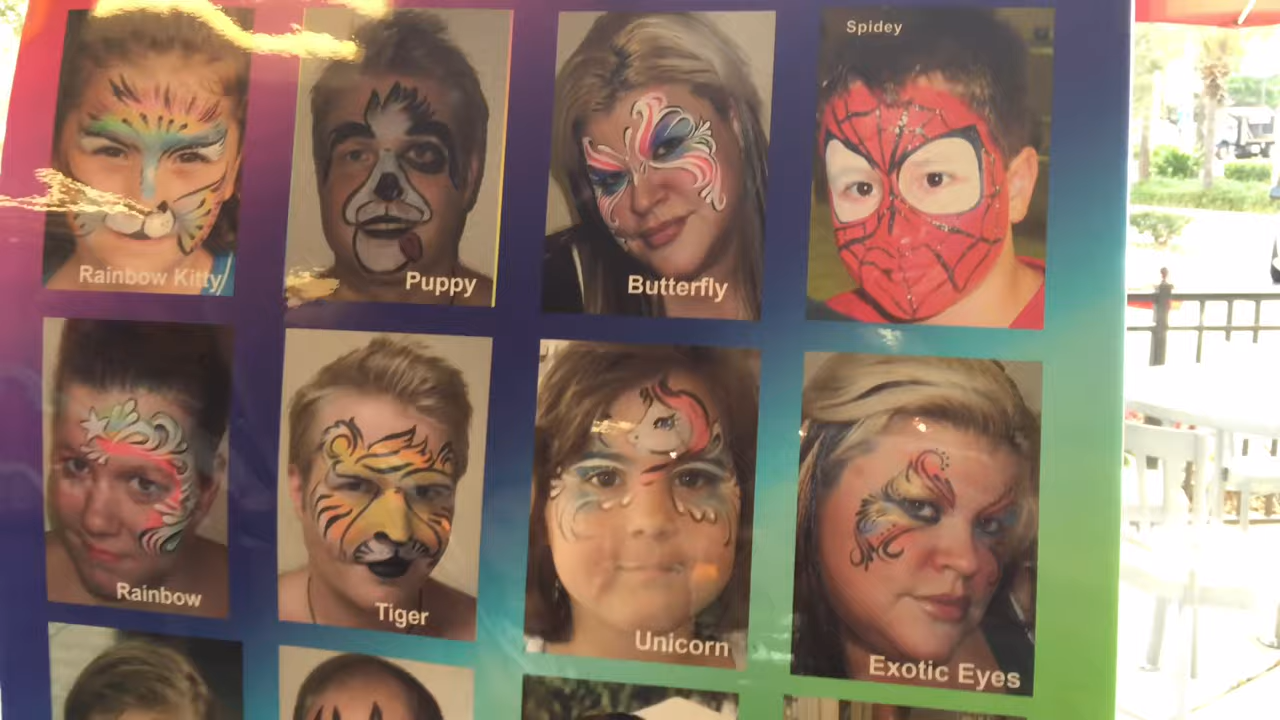 Rainbow Kitty
Puppy
Butterfly
Spidey
Rainbow
Tiger
Unicorn
Exotic Eyes